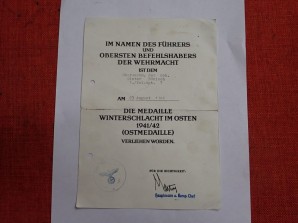 IM NAMEN DES FÜHRERS
UND
OBERSTEN BEFEHLSHABERS
DER WEHRMACHT
IST DEM
AM
DIE MEDAILLE
WINTERSCHLACHT IM OSTEN
1941/42
(OSTMEDAILLE)
VERLIEHEN WORDEN.
FÜR DIE RICHTIGKEIT: